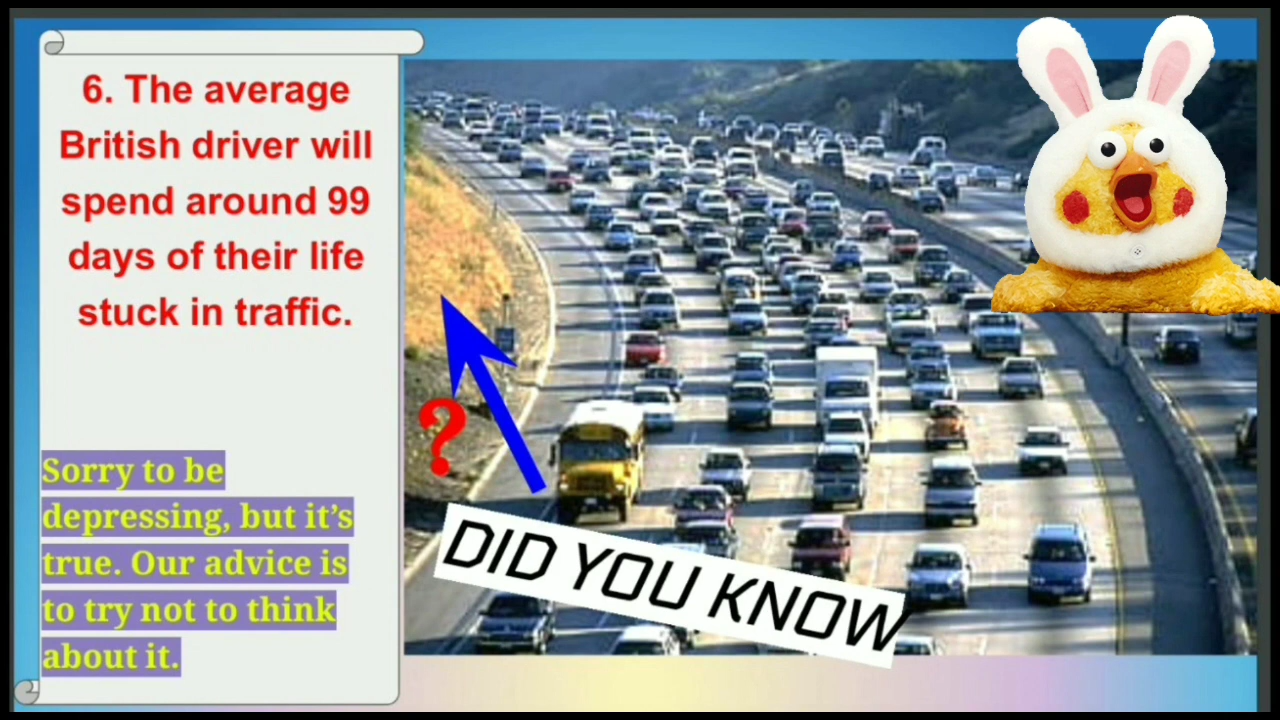 6. The average
British driver will
spend around 99
days of their life
stuck in traffic.
Sorry to be
depressing, but it’s
true. Our advice is
to try not to think
about it.
?
DID YOU KNOW